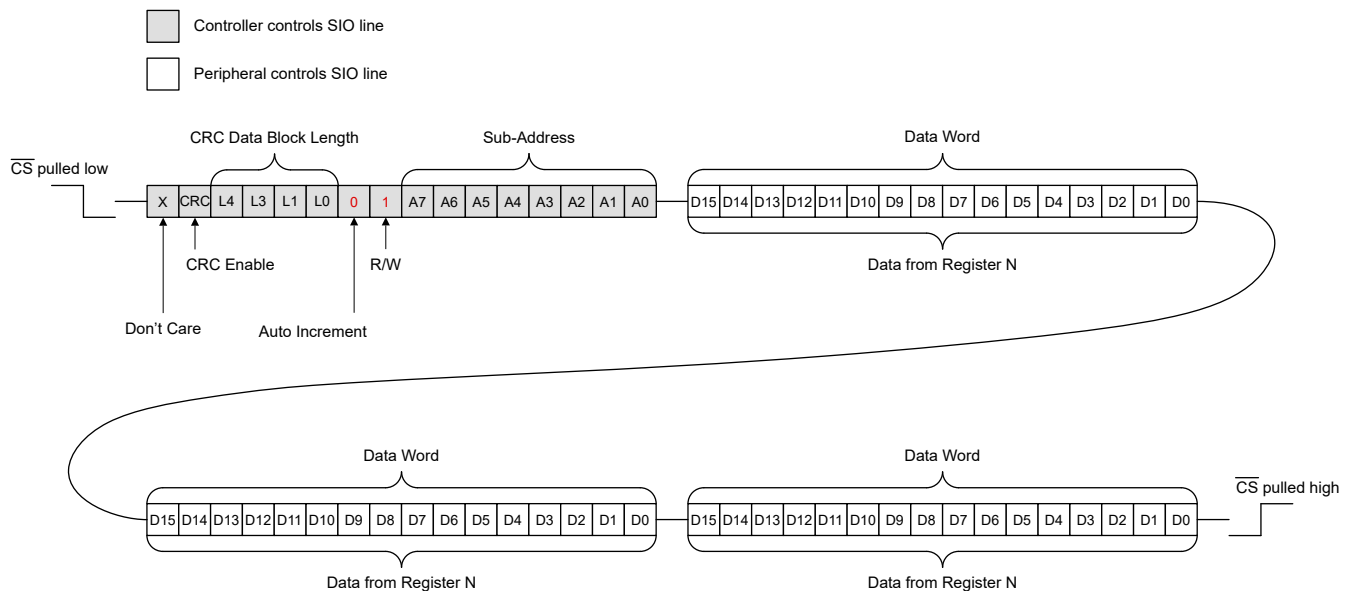 Controller controls SIO line
Peripheral controls SIO line
CRC Data Block Length
Sub-Address
Data Word
CS pulled low
X CRC L4 L3 L1 L0 0 1 A7 A6 A5 A4 A3 A2 A1 A0
D15 D14 D13 D12 D11 D10 D9 D8 D7 D6 D5 D4 D3 D2 D1 D0
CRC Enable
R/W
Data from Register N
Don't Care
Auto Increment
Data Word
Data Word
CS pulled high
D15 D14 D13 D12 D11 D10 D9 D8 D7 D6 D5 D4 D3 D2 D1 D0
D15 D14 D13 D12 D11 D10 D9 D8 D7 D6 D5 D4 D3 D2 D1 D0
Data from Register N
Data from Register N